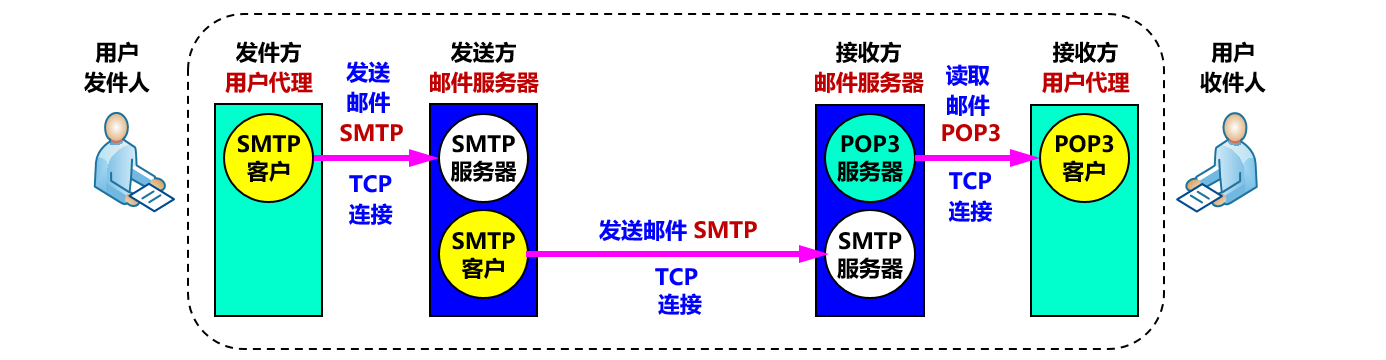 用户
发件人
发件方
用户代理
SMTP
客户
发送
邮件
SMTP
TCP
连接
发送方
邮件服务器
SMTP
服务器
SMTP
客户
发送邮件 SMTP
TCP
连接
接收方
邮件服务器
POP3
服务器
SMTP
服务器
读取
邮件
POP3
TCP
连接
接收方
用户代理
POP3
客户
用户
收件人